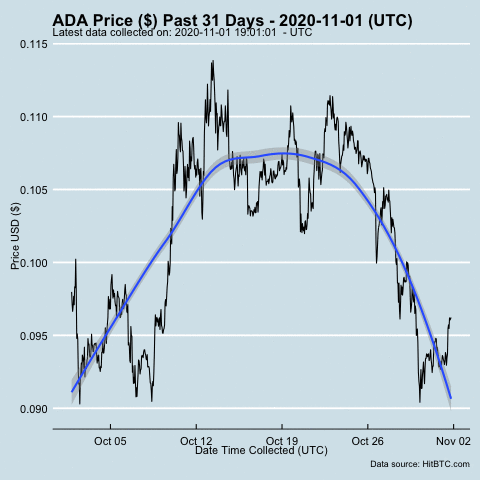 ADA Price ($) Past 31 Days - 2020-11-01 (UTC)
Latest data collected on: 2020-11-01 19:01:01 - UTC
0.115
0.110
0.105
0.100
0.095
0.090
Price USD ($)
Oct 05
Oct 12
Oct 19
Oct 26
Nov 02
Date Time Collected (UTC)
Data source: HitBTC.com